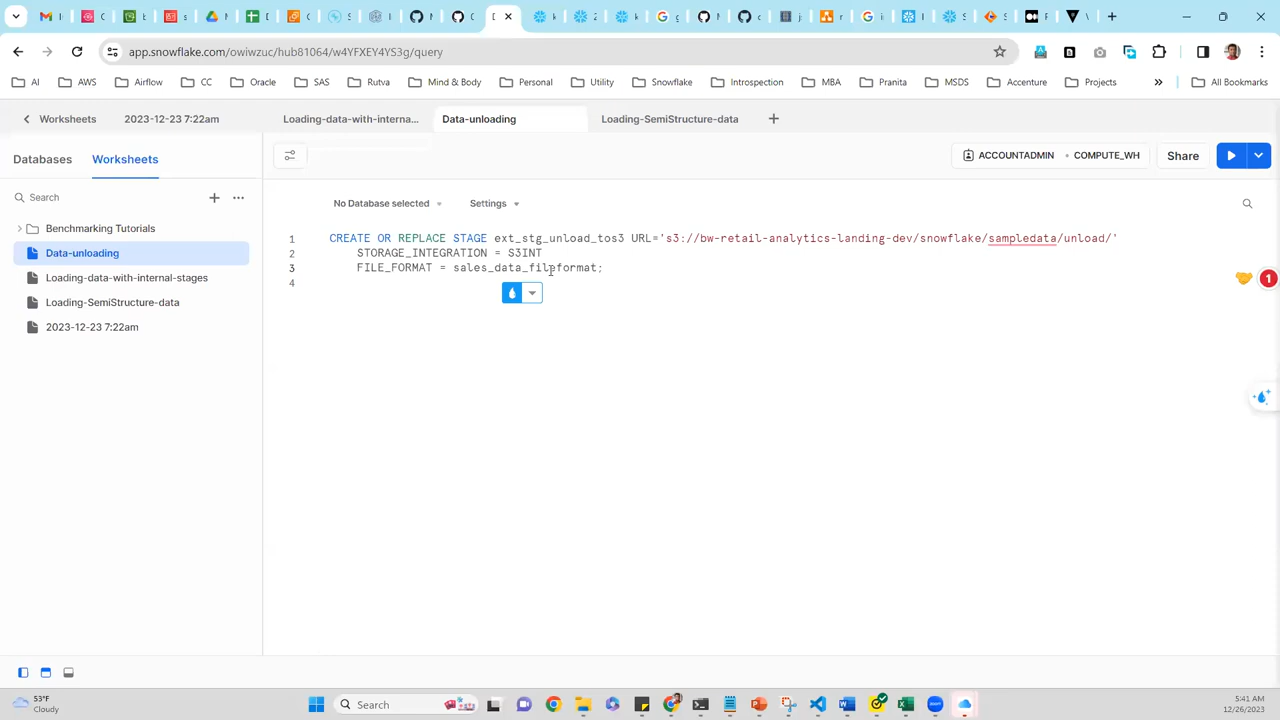 app.snowflake.com/owiwzuc/hub81064/w4YFXEY4YS3g/query
AI
AWS
Airflow
CC
Oracle
SAS
Rutva
Mind & Body
Personal
Utility
Snowflake
Introspection
MBA
Pranita
MSDS
Accenture
Projects
All Bookmarks
Worksheets
2023-12-23 7:22am
Loading-data-with-interna...
Data-unloading
Loading-SemiStructure-data
Databases
Worksheets
ACCOUNTADMIN
COMPUTE_WH
Share
Search
No Database selected
Settings
Benchmarking Tutorials
Data-unloading
Loading-data-with-internal-stages
Loading-SemiStructure-data
2023-12-23 7:22am
1 CREATE OR REPLACE STAGE ext_stg_unload_tos3 URL='s3://bw-retail-analytics-landing-dev/snowflake/sampledata/unload/'
2 STORAGE_INTEGRATION = S3INT
3 FILE_FORMAT = sales_data_fileformat;
4
1
53°F
Cloudy
Search
5:41 AM
12/26/2023